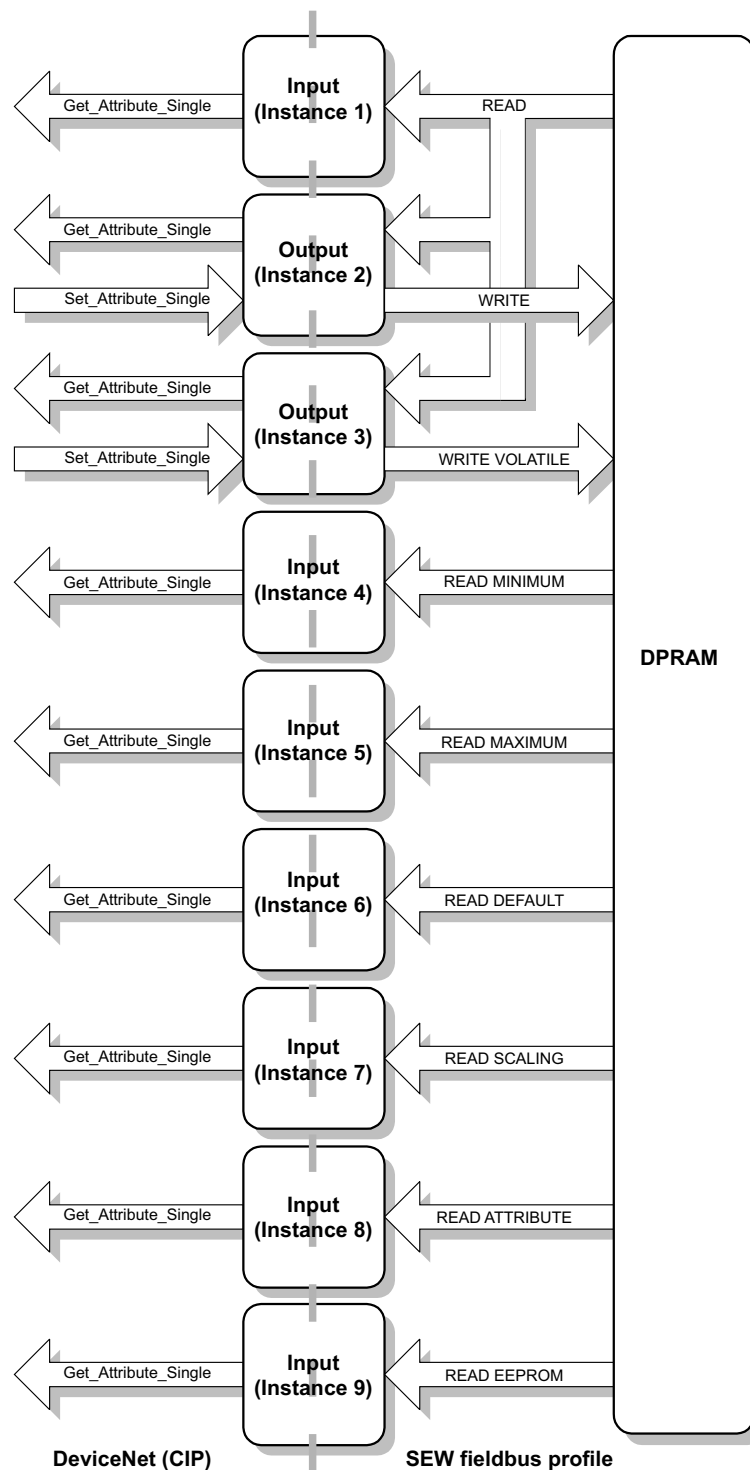 Input
(Instance 1)
Get_Attribute_Single
READ
Get_Attribute_Single
Output
(Instance 2)
Set_Attribute_Single
WRITE
Get_Attribute_Single
Output
(Instance 3)
Set_Attribute_Single
WRITE VOLATILE
Input
(Instance 4)
Get_Attribute_Single
READ MINIMUM
DPRAM
Input
(Instance 5)
Get_Attribute_Single
READ MAXIMUM
Input
(Instance 6)
Get_Attribute_Single
READ DEFAULT
Input
(Instance 7)
Get_Attribute_Single
READ SCALING
Input
(Instance 8)
Get_Attribute_Single
READ ATTRIBUTE
Input
(Instance 9)
Get_Attribute_Single
READ EEPROM
DeviceNet (CIP)
SEW fieldbus profile